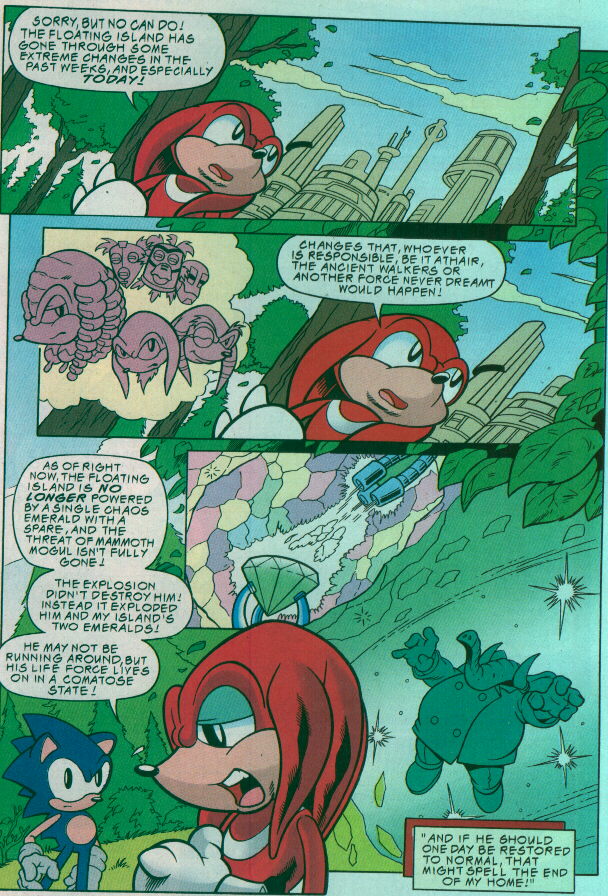 SORRY, BUT NO CAN DO!
THE FLOATING ISLAND HAS
GONE THROUGH SOME
EXTREME CHANGES IN THE
PAST WEEKS, AND ESPECIALLY
TODAY!
CHANGES THAT, WHOEVER
IS RESPONSIBLE, BE IT ATHAIR,
THE ANCIENT WALKERS OR
ANOTHER FORCE NEVER DREAMT
WOULD HAPPEN!
AS OF RIGHT
NOW, THE FLOATING
ISLAND IS NO
LONGER POWERED
BY A SINGLE CHAOS
EMERALD WITH A
SPARE, AND THE
THREAT OF MAMMOTH
MOGUL ISN'T FULLY
GONE!
THE EXPLOSION
DIDN'T DESTROY HIM!
INSTEAD IT EXPLODED
HIM AND MY ISLAND'S
TWO EMERALDS!
HE MAY NOT BE
RUNNING AROUND, BUT
HIS LIFE FORCE LIVES
ON IN A COMATOSE
STATE!
"AND IF HE SHOULD
ONE DAY BE RESTORED
TO NORMAL, THAT
MIGHT SPELL THE END
OF MY HOME!"